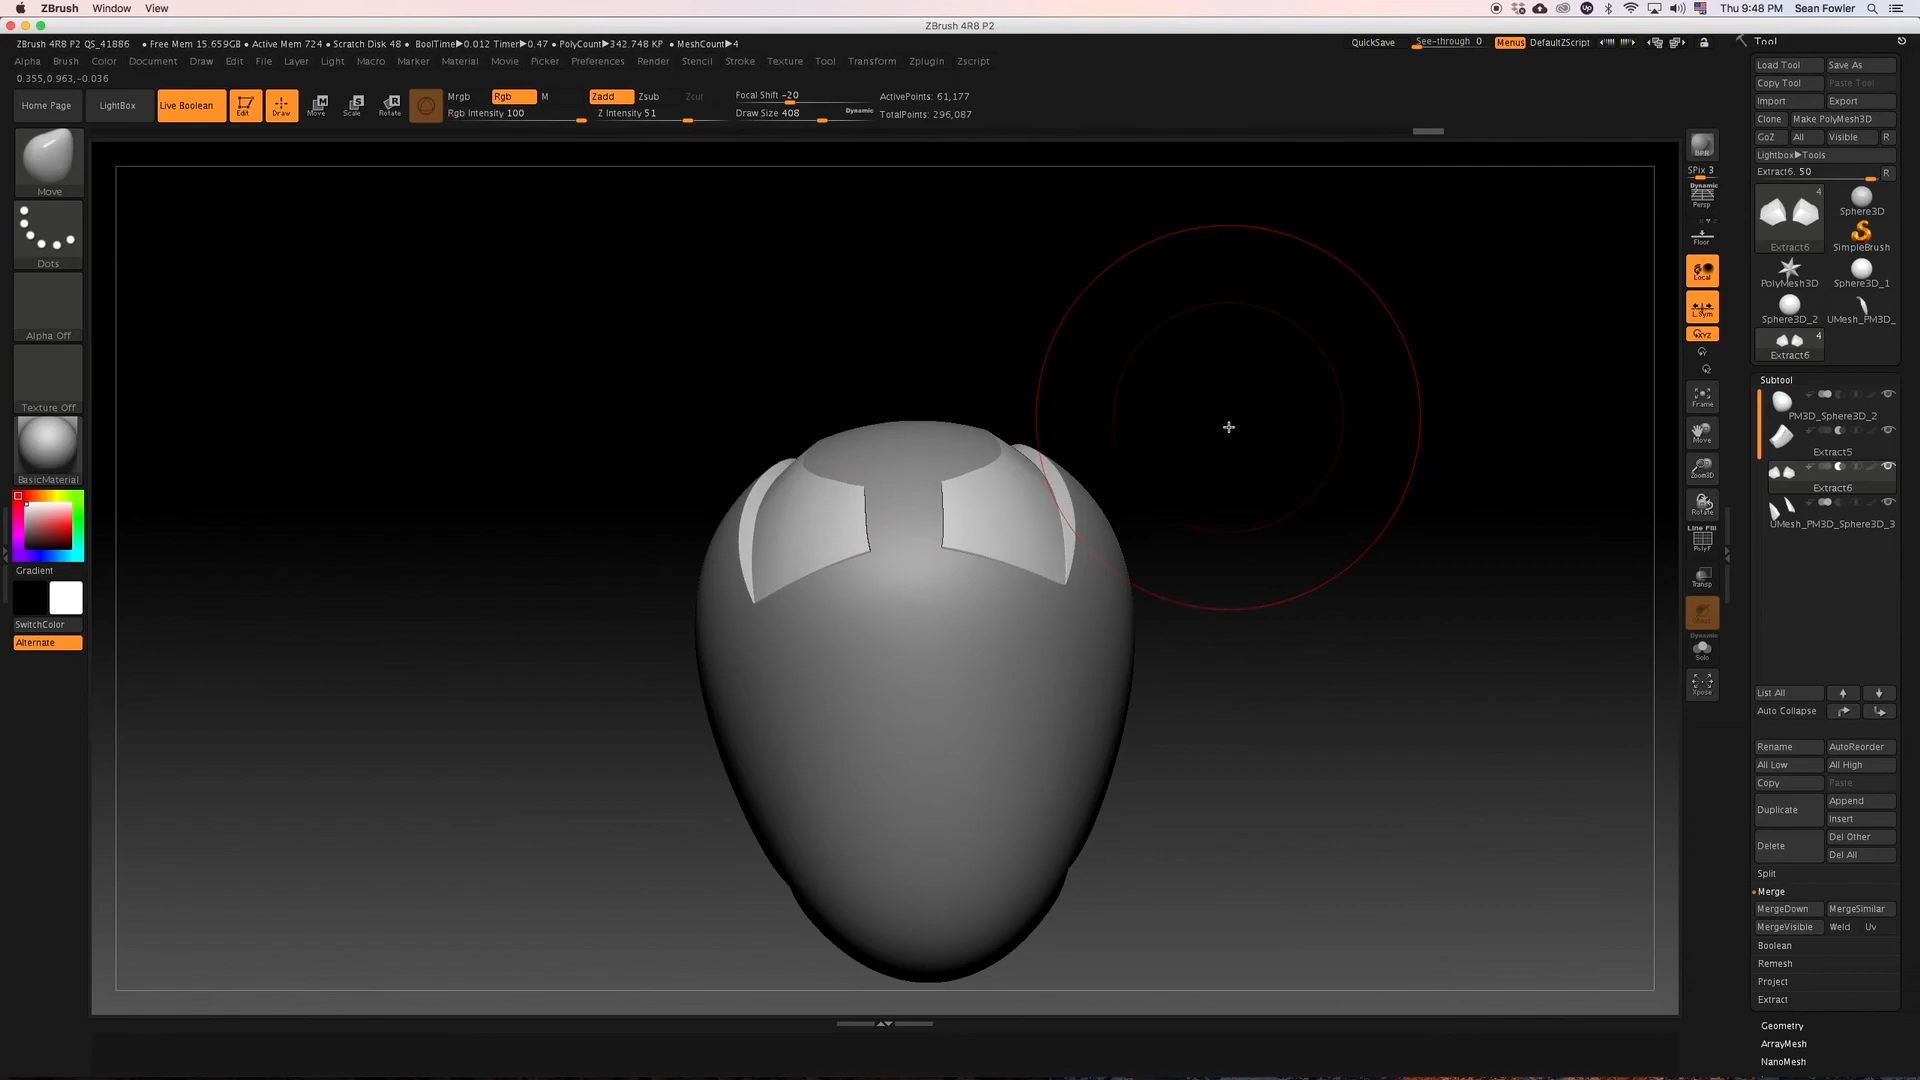 ZBrush Window View
Thu 9:48 PM Sean Fowler
ZBrush 4R8 P2
ZBrush 4R8 P2 QS_41886 • Free Mem 15.659GB • Active Mem 724 • Scratch Disk 48 • BoolTime▶0.012 Timer▶0.47 • PolyCount▶342.748 KP • MeshCount▶4
QuickSave See-through 0 Menus DefaultZScript
Tool
Alpha Brush Color Document Draw Edit File Layer Light Macro Marker Material Movie Picker Preferences Render Stencil Stroke Texture Tool Transform Zplugin Zscript
0.355,0.963,-0.036
Home Page LightBox Live Boolean Edit Draw Move Scale Rotate
Mrgb Rgb M Zadd Zsub Zcut Focal Shift -20 ActivePoints: 61,177
Rgb Intensity 100 Z Intensity 51 Draw Size 408 Dynamic TotalPoints: 296,087
Move
Dots
Alpha Off
Texture Off
BasicMaterial
Gradient
SwitchColor
Alternate
BPR
SPix 3
Dynamic
Persp
Floor
Local
L.Sym
XYZ
Frame
Move
Zoom3D
Rotate
Line Fill
PolyF
Transp
Dynamic
Solo
Xpose
Load Tool Save As
Copy Tool Paste Tool
Import Export
Clone Make PolyMesh3D
GoZ All Visible R
Lightbox▶Tools
Extract6. 50 R
4
Sphere3D
Extract6 SimpleBrush
PolyMesh3D Sphere3D_1
Sphere3D_2 UMesh_PM3D_
4
Extract6
Subtool
PM3D_Sphere3D_2
Extract5
Extract6
UMesh_PM3D_Sphere3D_3
List All
Auto Collapse
Rename AutoReorder
All Low All High
Copy Paste
Duplicate Append
Insert
Delete Del Other
Del All
Split
Merge
MergeDown MergeSimilar
MergeVisible Weld Uv
Boolean
Remesh
Project
Extract
Geometry
ArrayMesh
NanoMesh